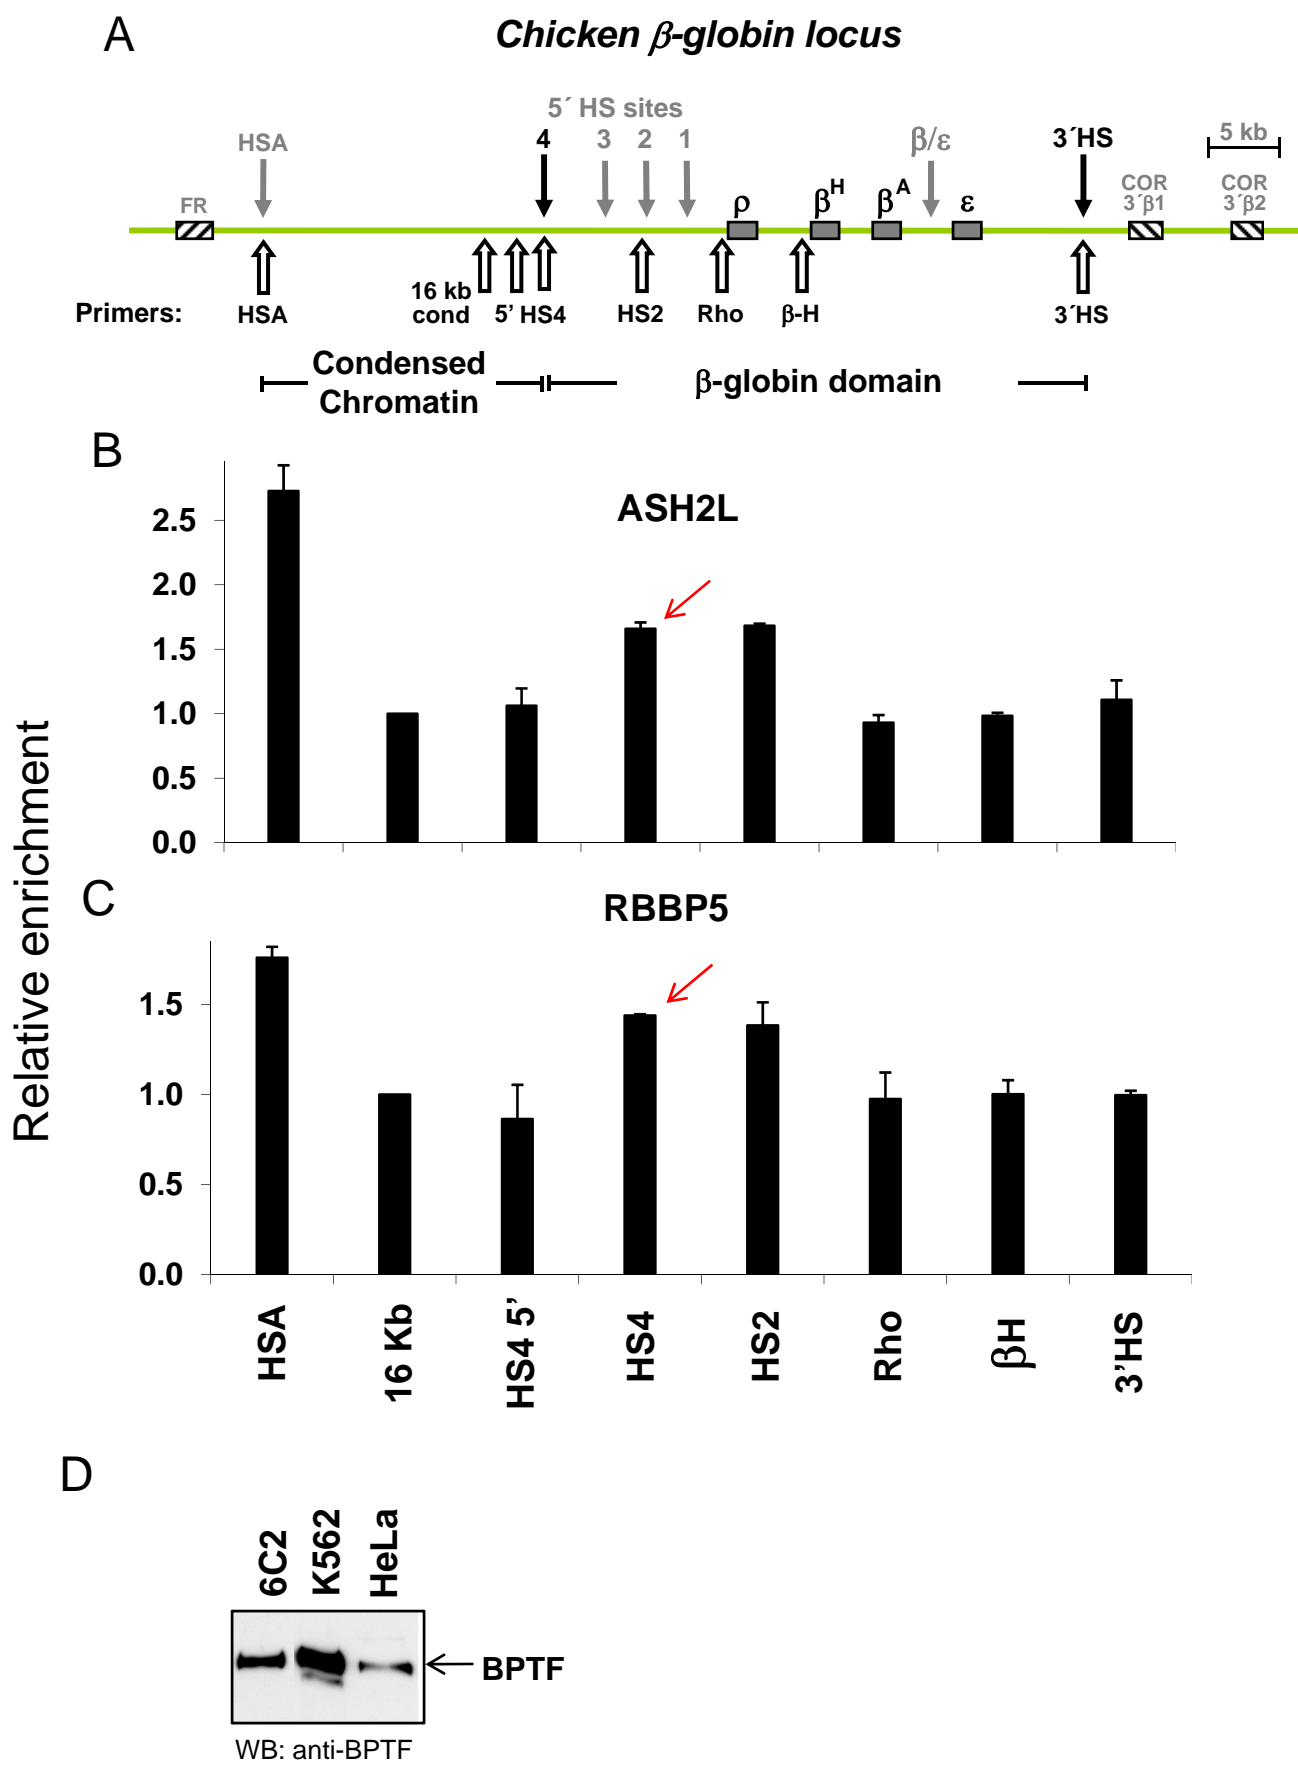 A
Chicken β-globin locus
5´ HS sites
HSA
4
3
2
1
β/ε
3´HS
5 kb
FR
ρ
βH
βA
ε
COR
3´β1
COR
3´β2
Primers:
HSA
16 kb
cond
5’ HS4
HS2
Rho
β-H
3´HS
Condensed
Chromatin
β-globin domain
B
ASH2L
2.5
2.0
1.5
1.0
0.5
0.0
Relative enrichment
C
RBBP5
1.5
1.0
0.5
0.0
HSA
16 Kb
HS4 5’
HS4
HS2
Rho
βH
3’HS
D
6C2
K562
HeLa
BPTF
WB: anti-BPTF